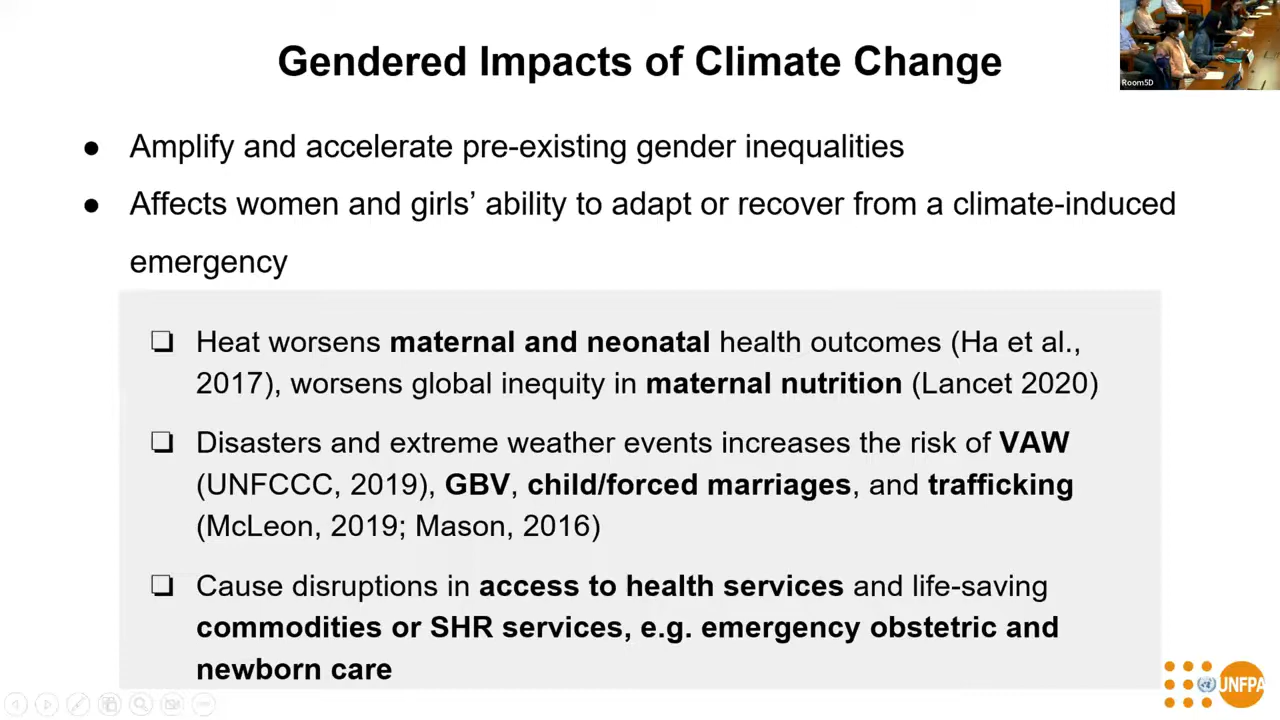 Gendered Impacts of Climate Change
Room5D
● Amplify and accelerate pre-existing gender inequalities
● Affects women and girls’ ability to adapt or recover from a climate-induced
emergency
❏ Heat worsens maternal and neonatal health outcomes (Ha et al.,
2017), worsens global inequity in maternal nutrition (Lancet 2020)
❏ Disasters and extreme weather events increases the risk of VAW
(UNFCCC, 2019), GBV, child/forced marriages, and trafficking
(McLeon, 2019; Mason, 2016)
❏ Cause disruptions in access to health services and life-saving
commodities or SHR services, e.g. emergency obstetric and
newborn care
UNFPA